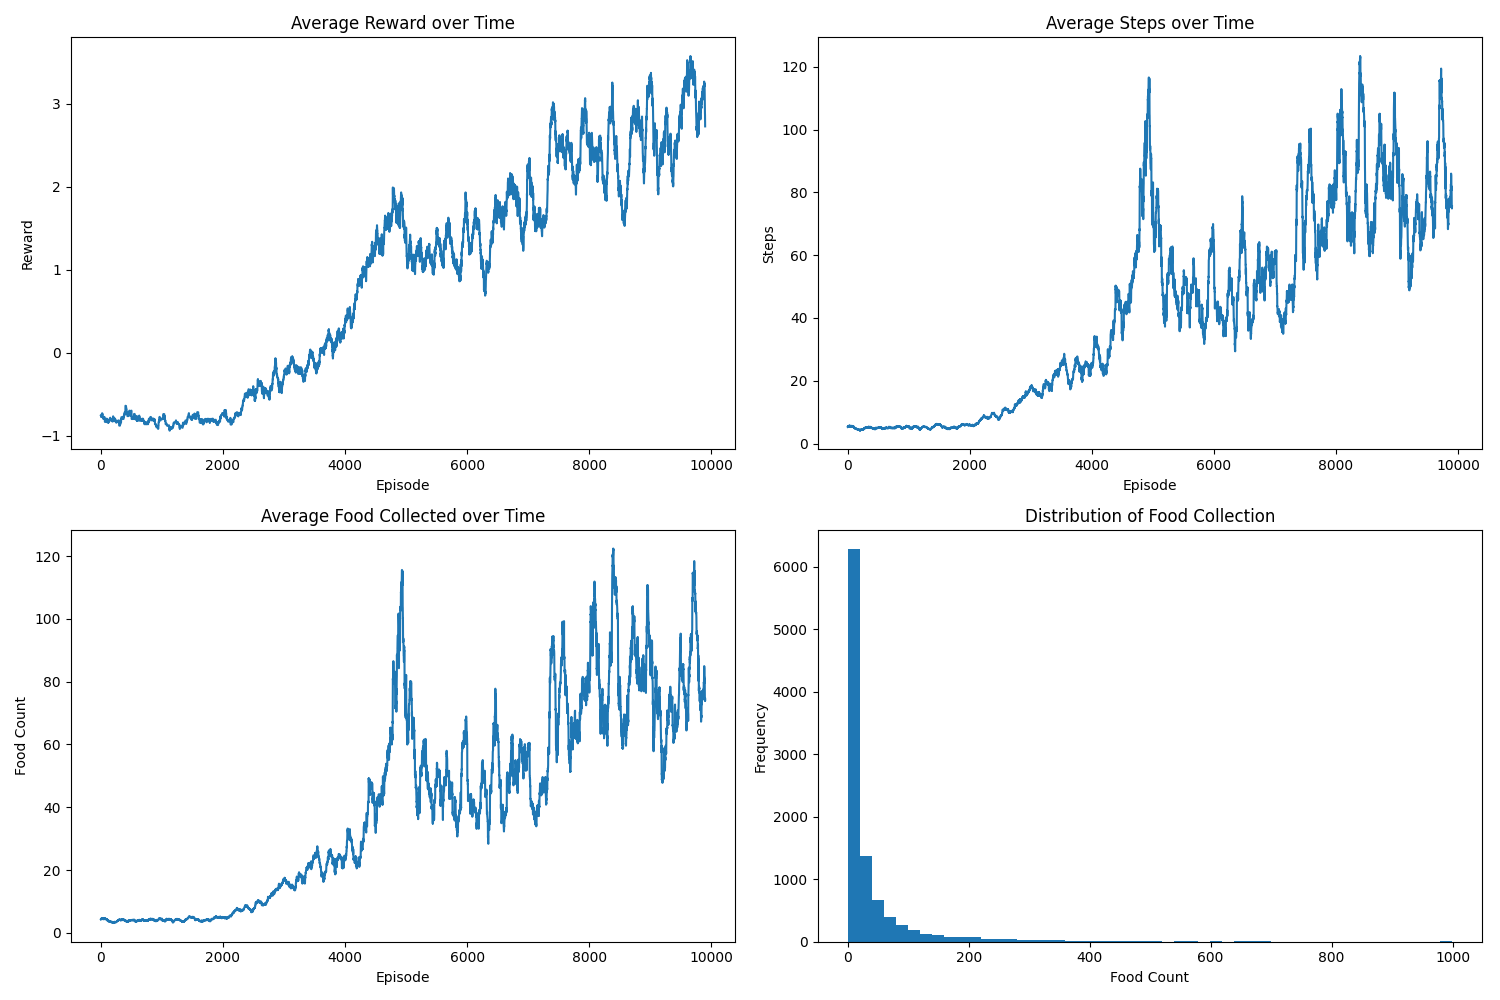 Average Reward over Time
3
2
1
0
−1
Reward
0 2000 4000 6000 8000 10000
Episode
Average Steps over Time
120
100
80
60
40
20
0
Steps
0 2000 4000 6000 8000 10000
Episode
Average Food Collected over Time
120
100
80
60
40
20
0
Food Count
0 2000 4000 6000 8000 10000
Episode
Distribution of Food Collection
6000
5000
4000
3000
2000
1000
0
Frequency
0 200 400 600 800 1000
Food Count